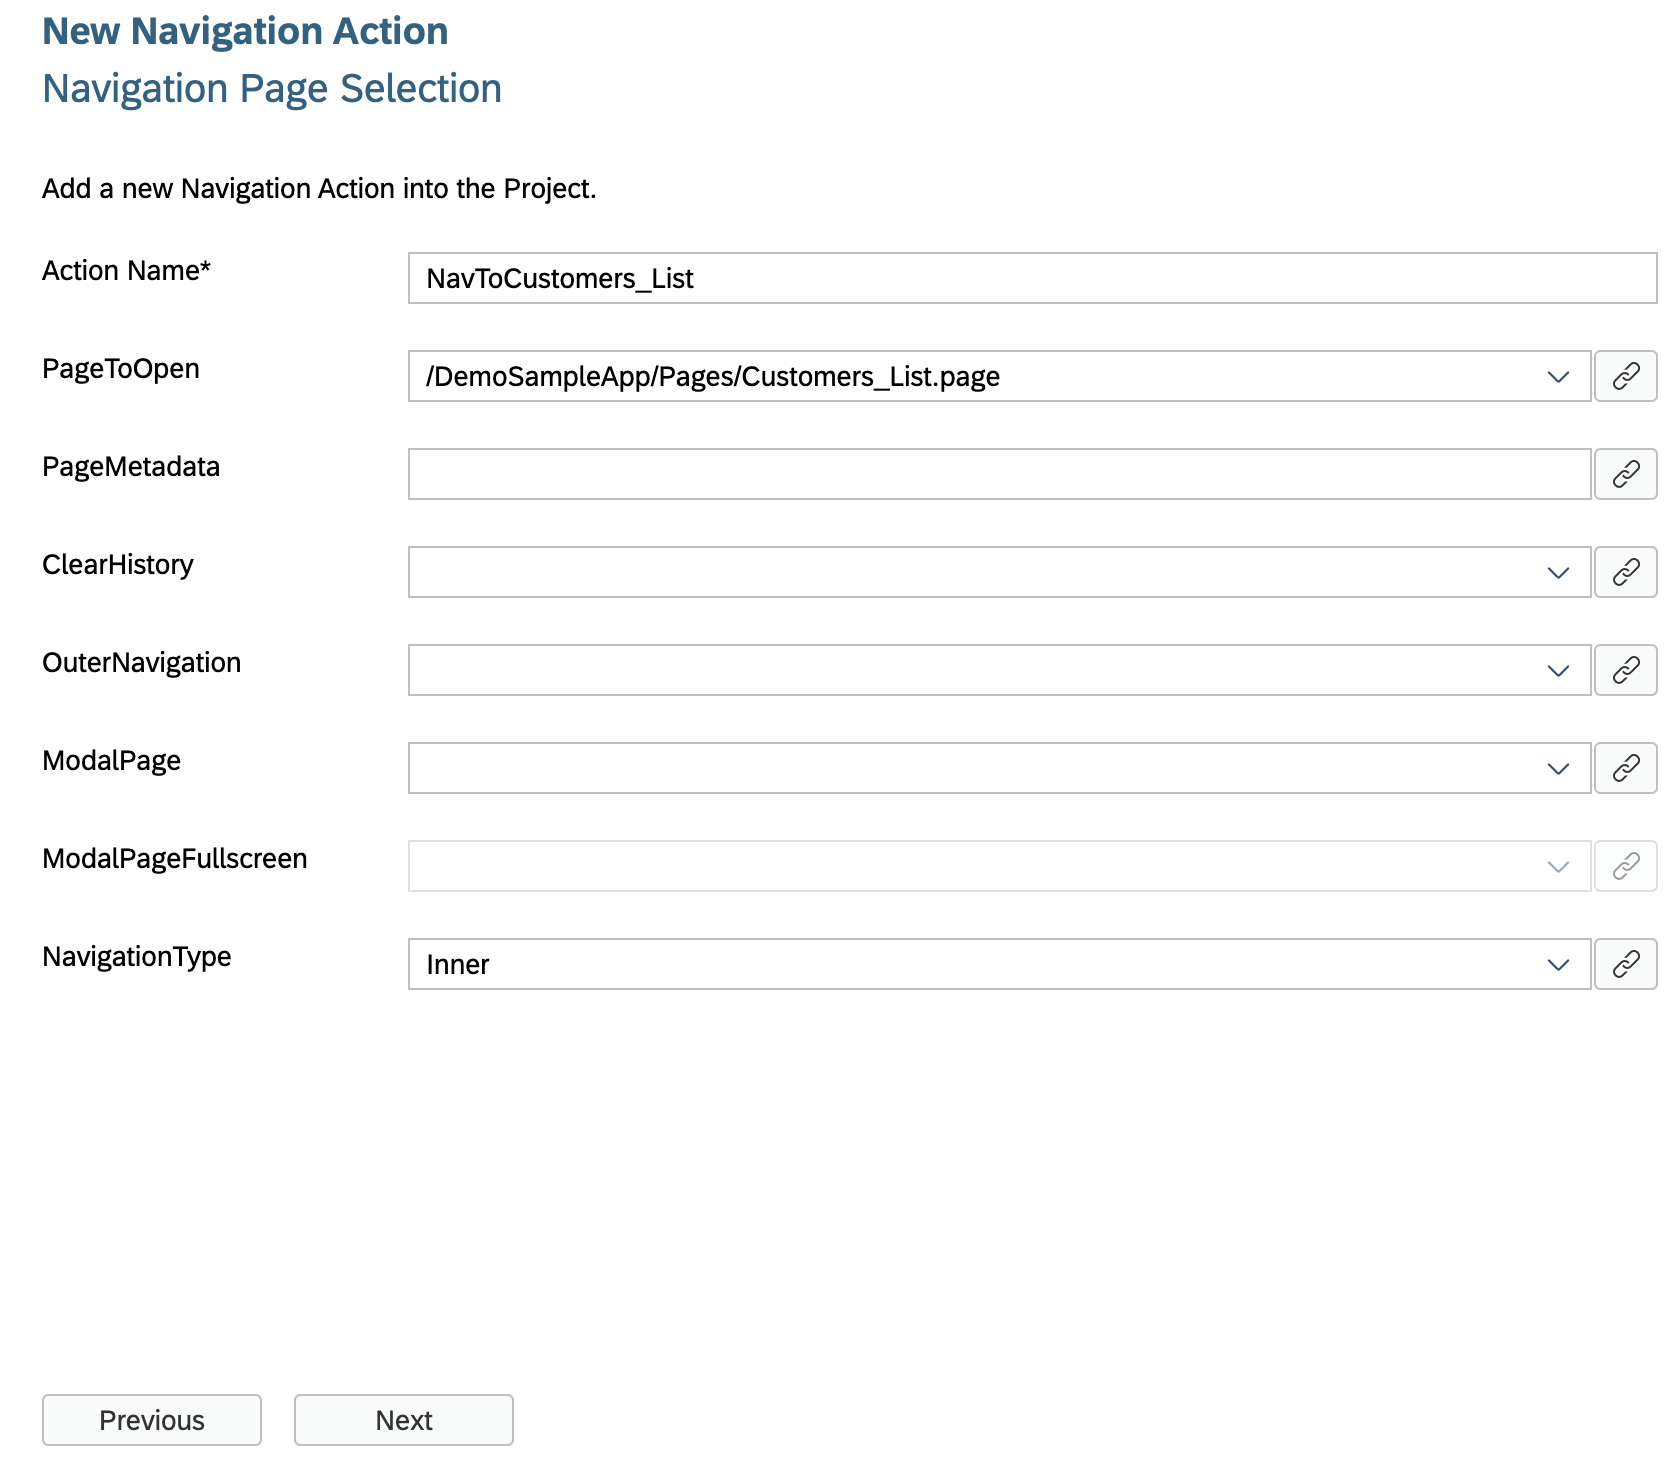 New Navigation Action
Navigation Page Selection
Add a new Navigation Action into the Project.
Action Name*
NavToCustomers_List
PageToOpen
/DemoSampleApp/Pages/Customers_List.page
PageMetadata
ClearHistory
OuterNavigation
ModalPage
ModalPageFullscreen
NavigationType
Inner
Previous
Next